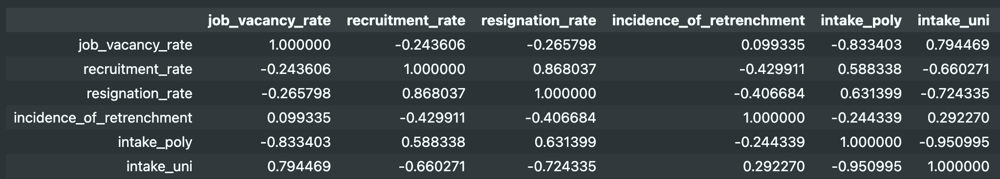 job_vacancy_rate recruitment_rate resignation_rate incidence_of_retrenchment intake_poly intake_uni
job_vacancy_rate 1.000000 -0.243606 -0.265798 0.099335 -0.833403 0.794469
recruitment_rate -0.243606 1.000000 0.868037 -0.429911 0.588338 -0.660271
resignation_rate -0.265798 0.868037 1.000000 -0.406684 0.631399 -0.724335
incidence_of_retrenchment 0.099335 -0.429911 -0.406684 1.000000 -0.244339 0.292270
intake_poly -0.833403 0.588338 0.631399 -0.244339 1.000000 -0.950995
intake_uni 0.794469 -0.660271 -0.724335 0.292270 -0.950995 1.000000